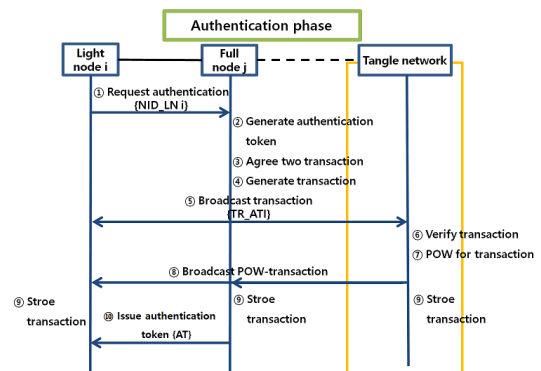 Authentication phase
Light
node i
Full
node j
Tangle network
① Request authentication
{NID_LN i}
② Generate authentication
token
③ Agree two transaction
④ Generate transaction
⑤ Broadcast transaction
{TR_ATI}
⑥ Verify transaction
⑦ POW for transaction
⑧ Broadcast POW-transaction
⑨ Stroe
transaction
⑨ Stroe
transaction
⑨ Stroe
transaction
⑩ Issue authentication
token {AT}